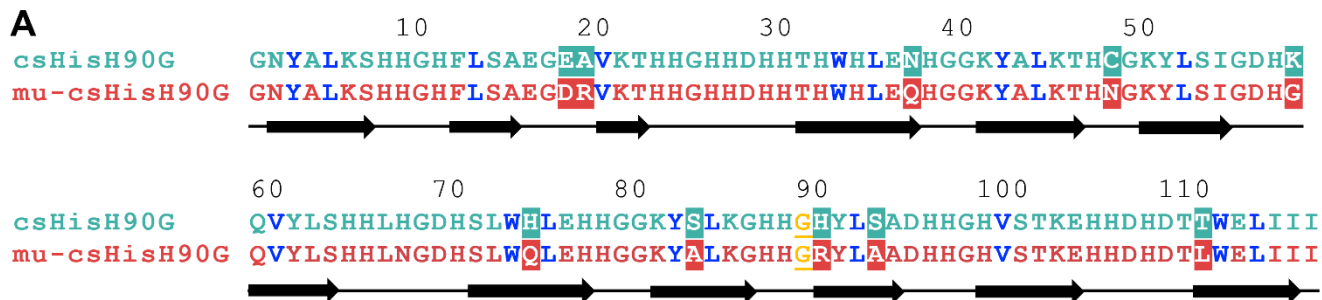 A
10 20 30 40 50
csHisH90G GNYALKSHHGHFLSAEGEAVKTHHGHHDHHTHWHLENHGGKYALKTHCGKYLSIGDHK
mu-csHisH90G GNYALKSHHGHFLSAEGDRVKTHHGHHDHHTHWHLEQHGGKYALKTHNGKYLSIGDHG
60 70 80 90 100 110
csHisH90G QVYLSHHLHGDHSLWHLEHHGGKYSLKGHHGHYLSADHHGHVSTKEHHDHDTTWELIII
mu-csHisH90G QVYLSHHLNGDHSLWQLEHHGGKYALKGHHGRYLAADHHGHVSTKEHHDHDTLWELIII